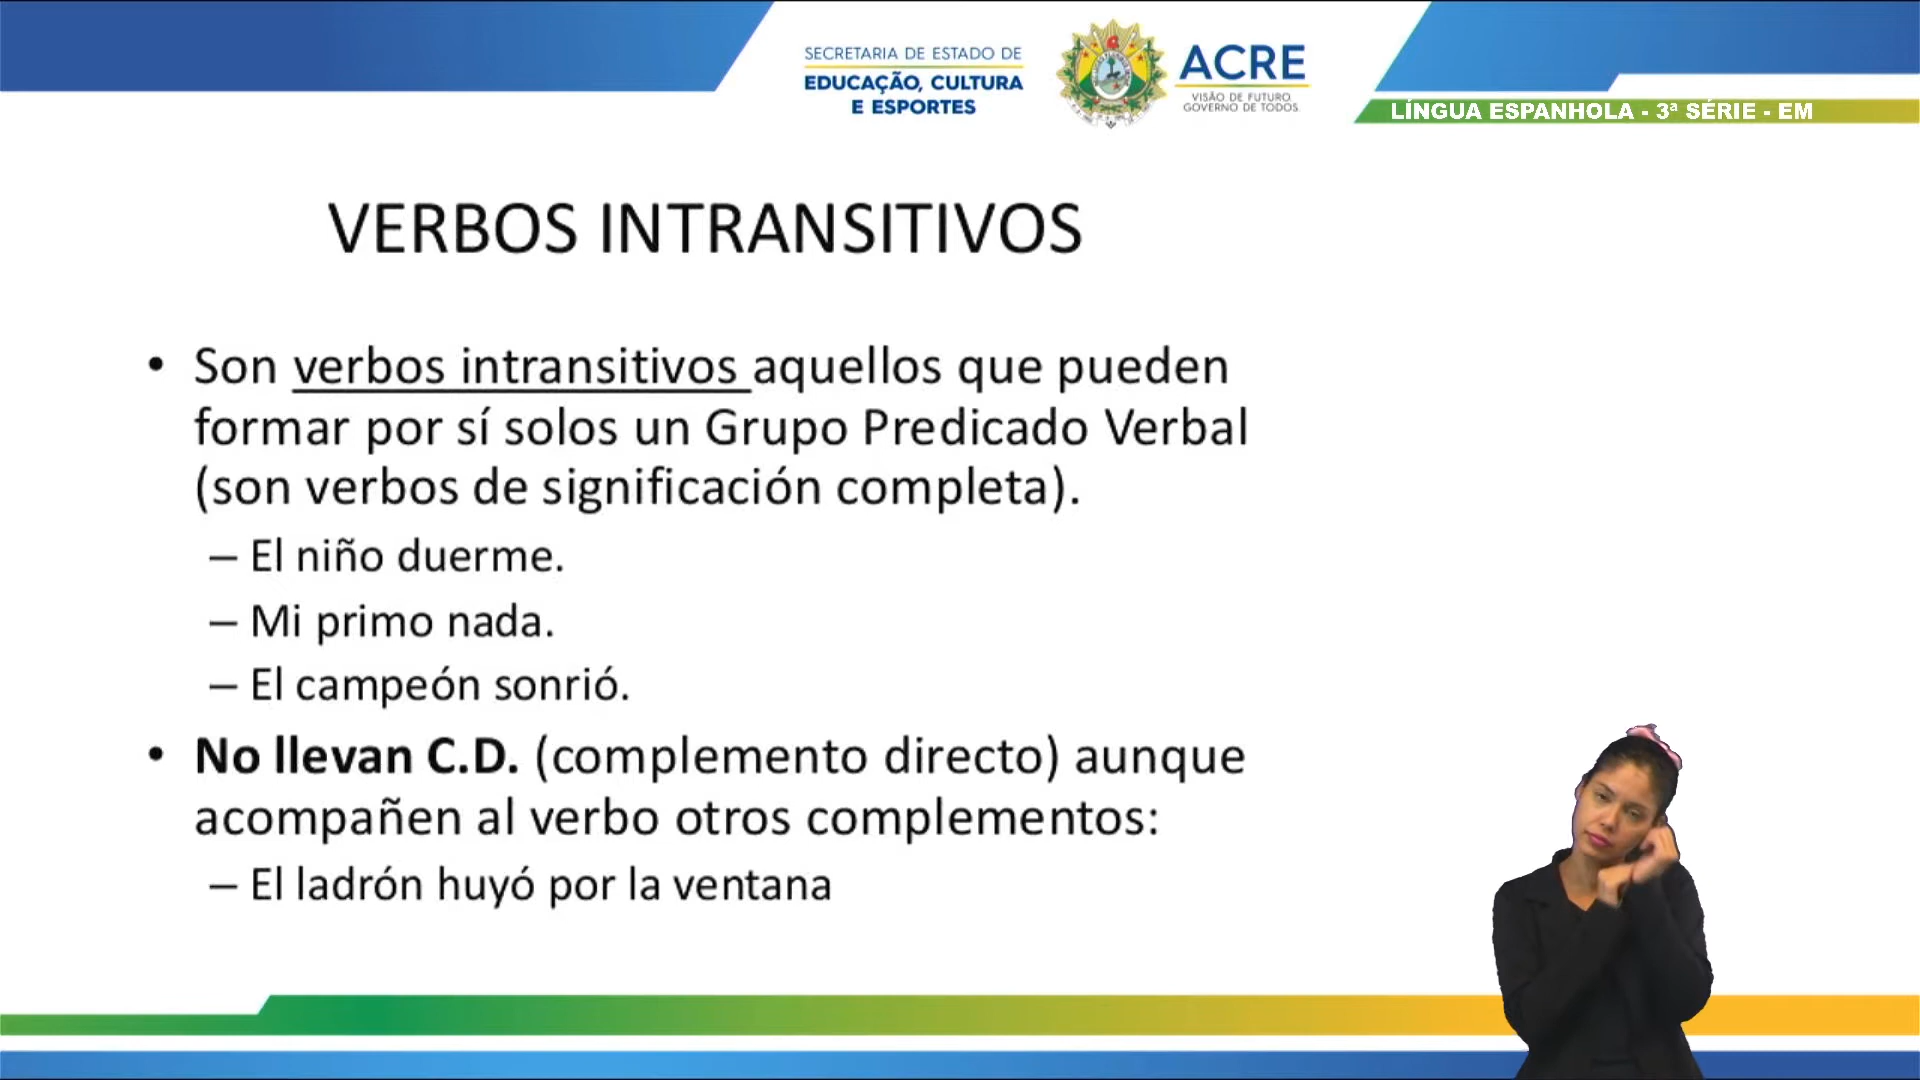 SECRETARIA DE ESTADO DE
EDUCAÇÃO, CULTURA
E ESPORTES
ACRE
VISÃO DE FUTURO.
GOVERNO DE TODOS.
LÍNGUA ESPANHOLA - 3ª SÉRIE - EM
VERBOS INTRANSITIVOS
• Son verbos intransitivos aquellos que pueden
formar por sí solos un Grupo Predicado Verbal
(son verbos de significación completa).
– El niño duerme.
– Mi primo nada.
– El campeón sonrió.
• No llevan C.D. (complemento directo) aunque
acompañen al verbo otros complementos:
– El ladrón huyó por la ventana